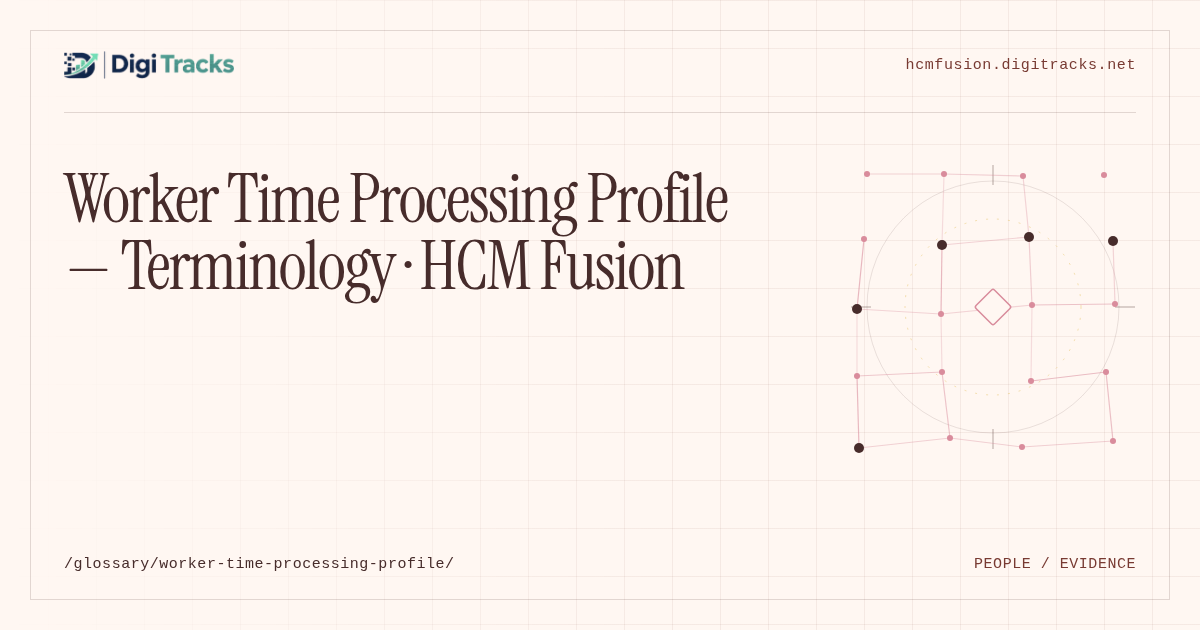 Digi Tracks
hcmfusion.digitracks.net
Worker Time Processing Profile
— Terminology · HCM Fusion
/glossary/worker-time-processing-profile/
PEOPLE / EVIDENCE